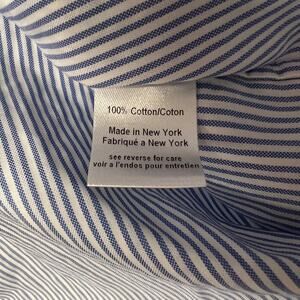 100% Cotton/Coton
Made in New York
Fabriqué a New York
see reverse for care
voir a l'endos pour entretien